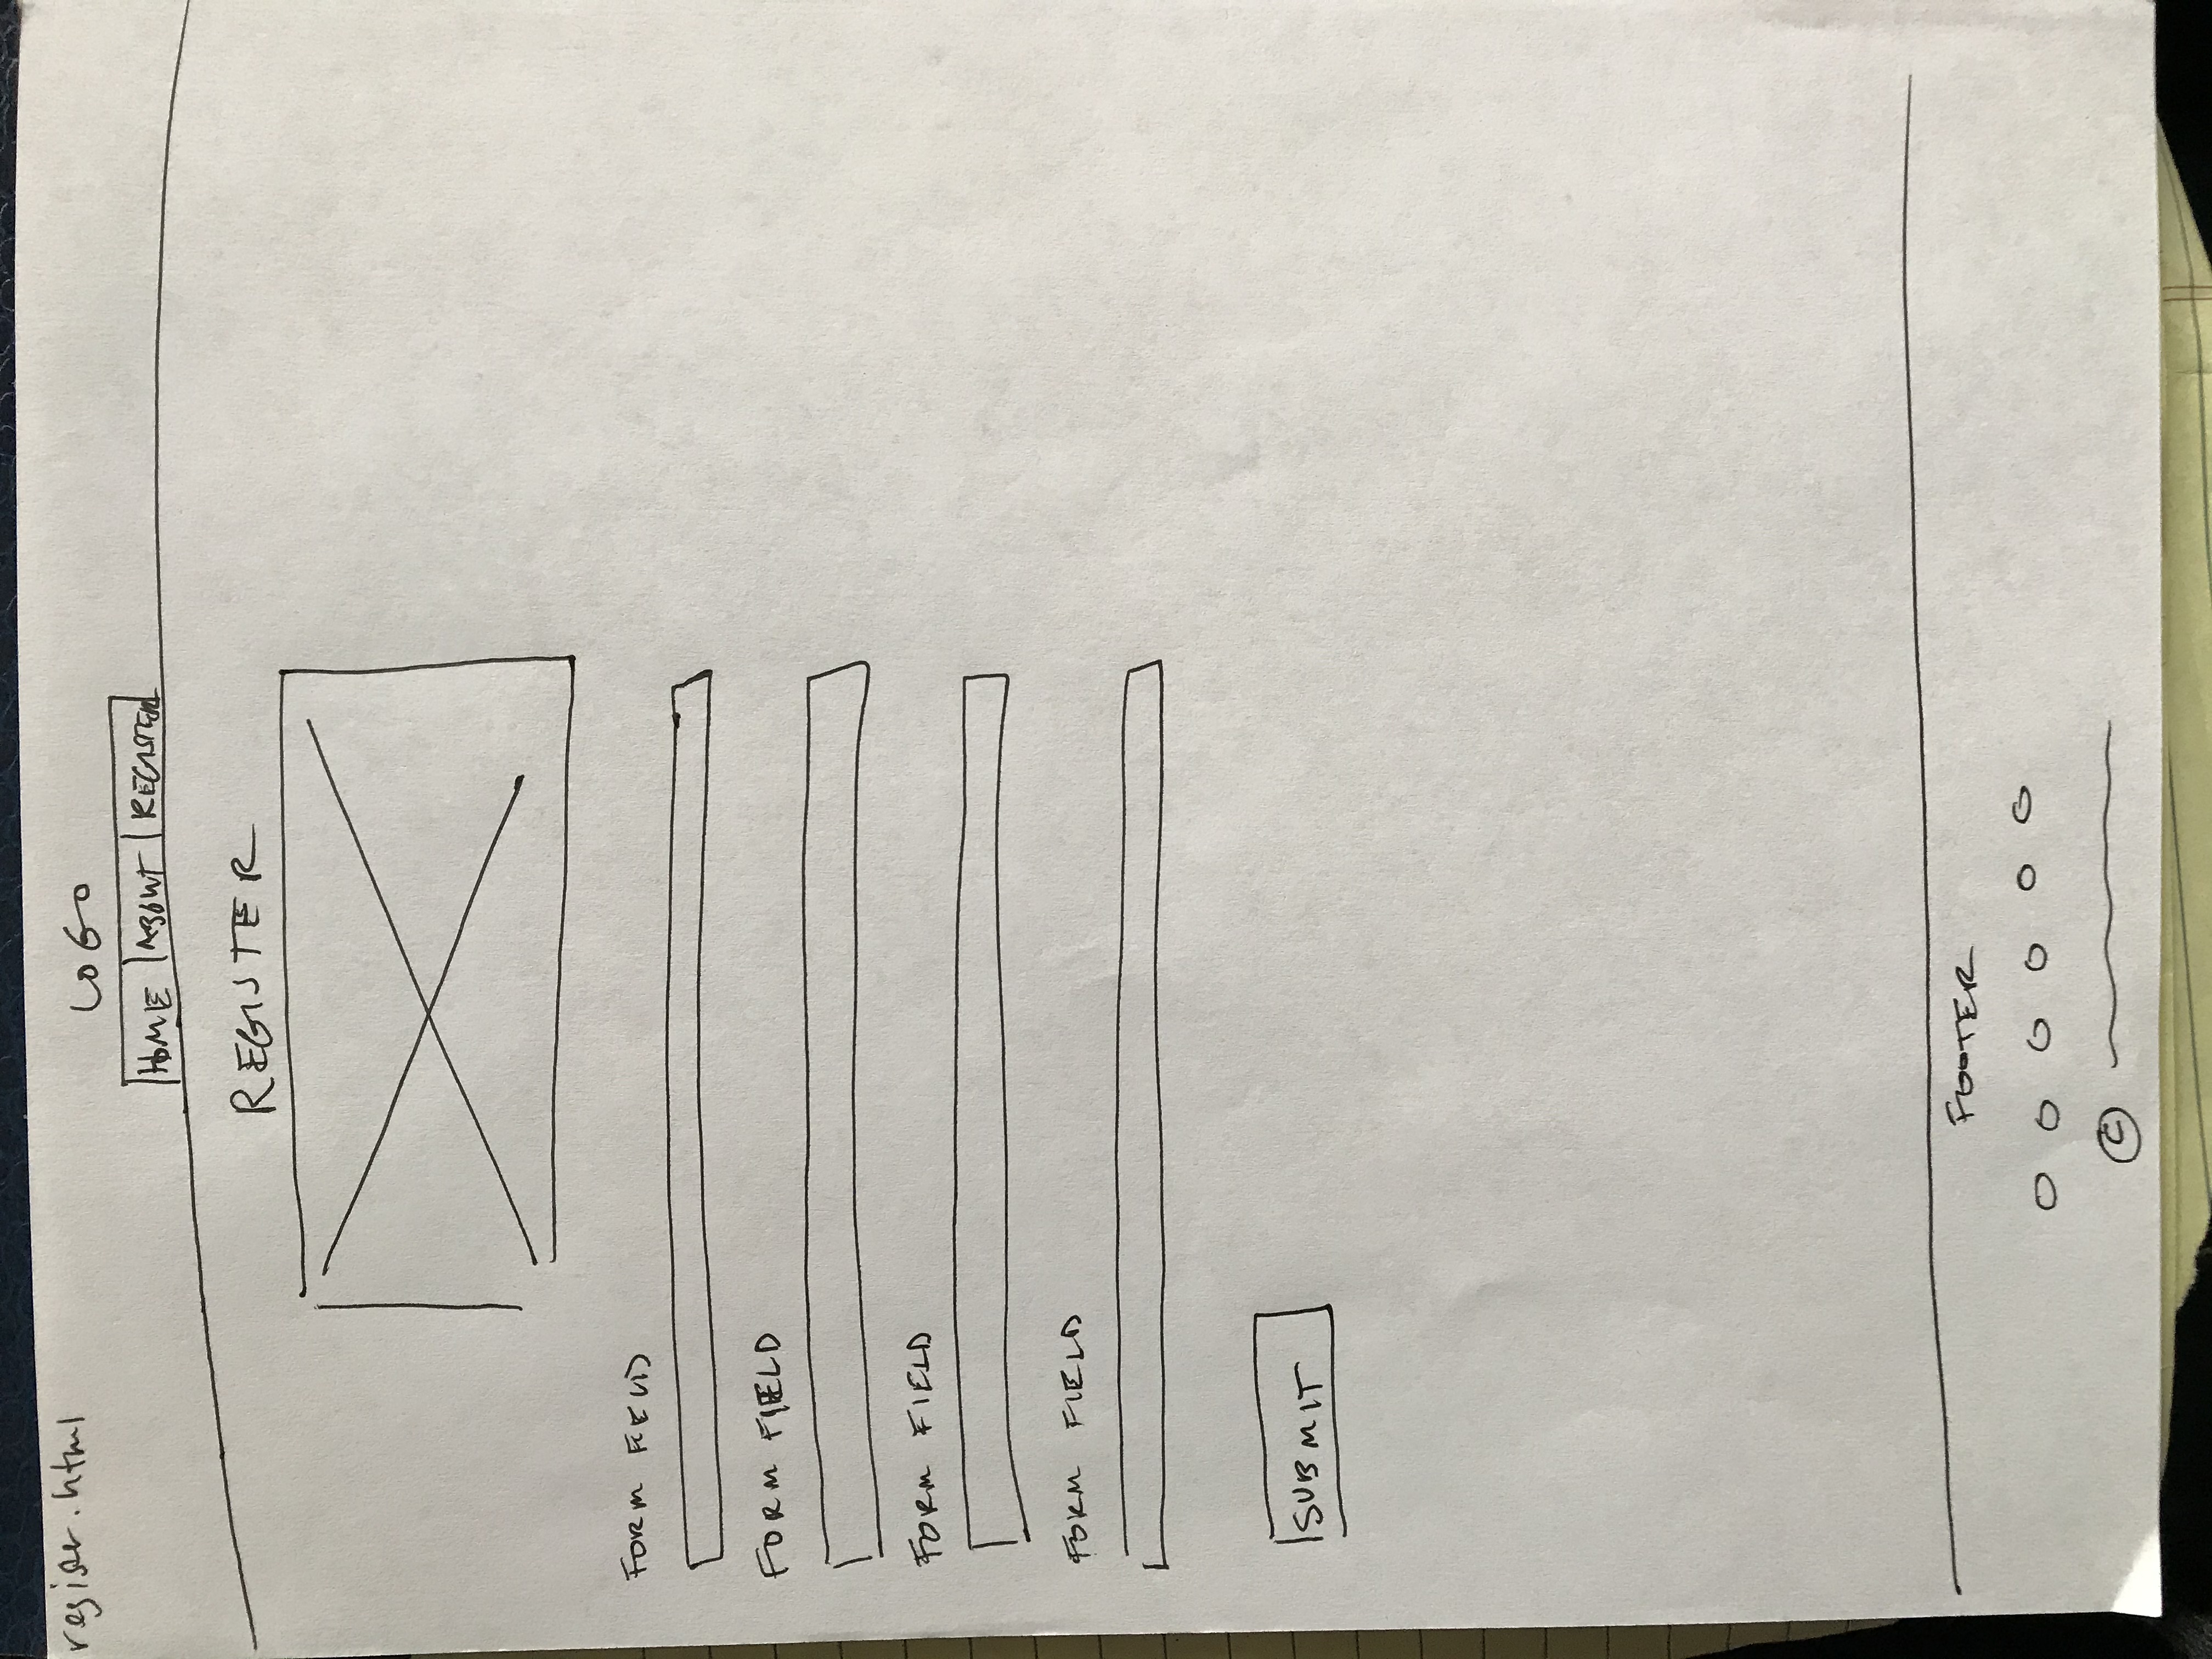 register.html
LOGO
HOME ABOUT REGISTER
REGISTER
FORM FIELD
FORM FIELD
FORM FIELD
FORM FIELD
SUBMIT
FOOTER
©